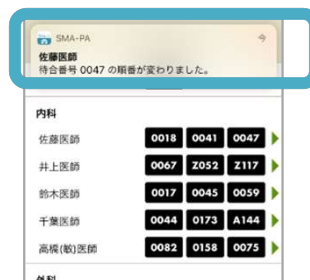 SMA-PA 今
佐藤医師
待合番号 0047 の順番が変わりました。
内科
佐藤医師 0018 0041 0047
井上医師 0067 Z052 Z117
鈴木医師 0017 0045 0059
千葉医師 0044 0173 A144
高橋(敏)医師 0082 0158 0075
外科